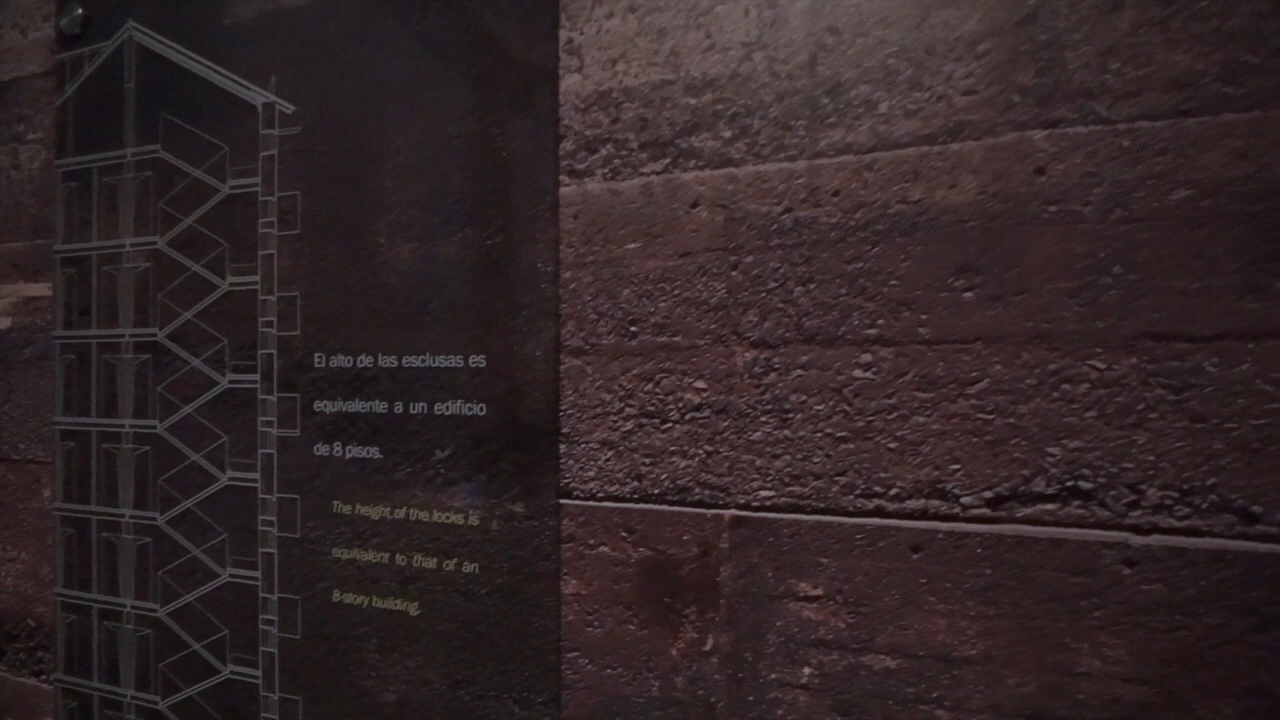 El alto de las esclusas es
equivalente a un edificio
de 8 pisos.
The height of the locks is
equivalent to that of an
8-story building.